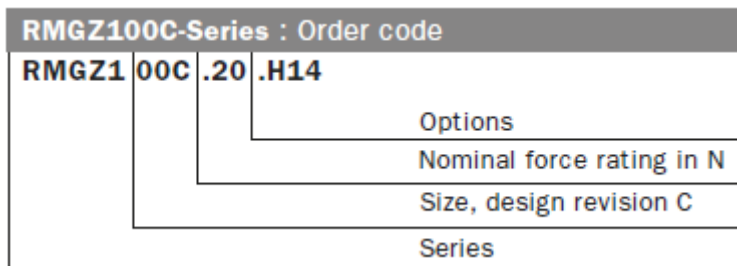 RMGZ100C-Series : Order code
RMGZ1 00C .20 .H14
Options
Nominal force rating in N
Size, design revision C
Series